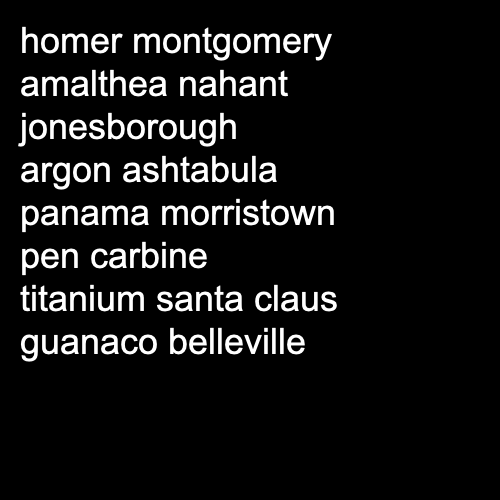 homer montgomery
amalthea nahant
jonesborough
argon ashtabula
panama morristown
pen carbine
titanium santa claus
guanaco belleville